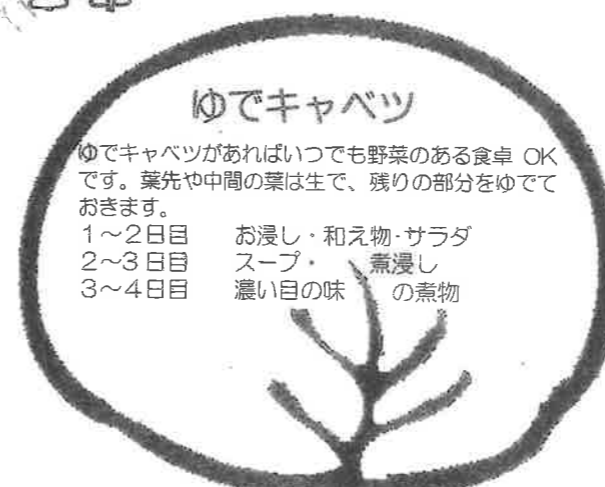 ゆでキャベツ
ゆでキャベツがあればいつでも野菜のある食卓 OK
です。葉先や中間の葉は生で、残りの部分をゆでて
おきます。
1～2日目　お浸し・和え物・サラダ
2～3日目　スープ・　煮浸し
3～4日目　濃い目の味　の煮物